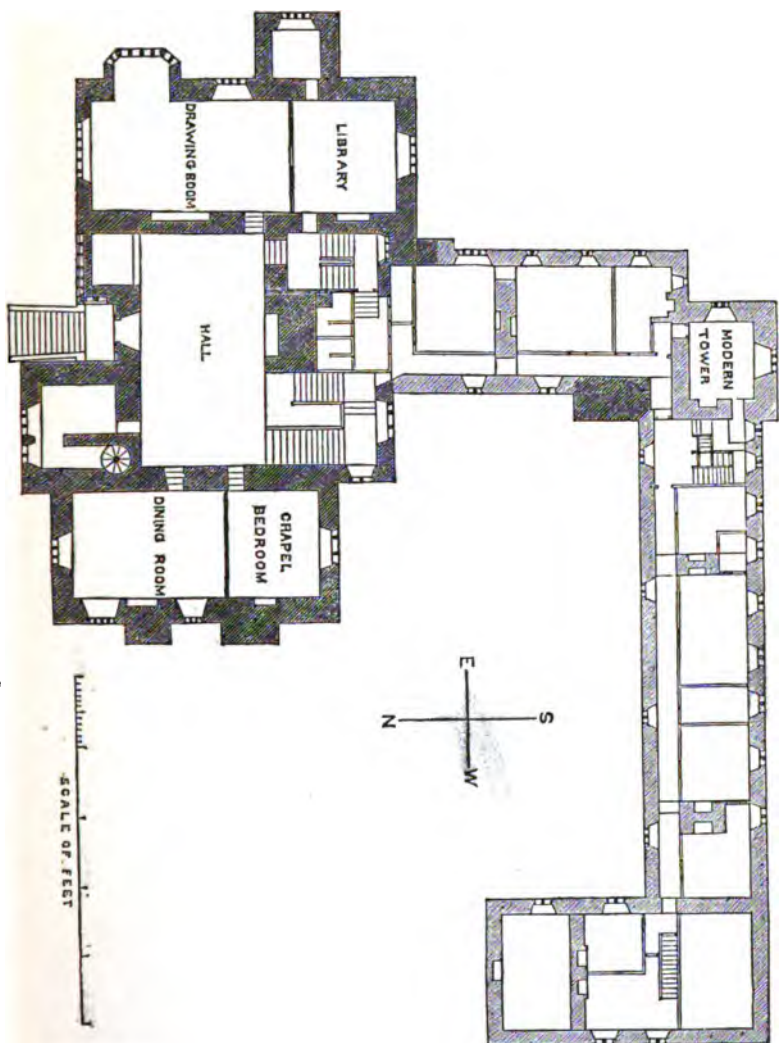 DRAWING ROOM
LIBRARY
HALL
MODERN
TOWER
DINING ROOM
CHAPEL
BEDROOM
E
N
S
W
SCALE OF FEET